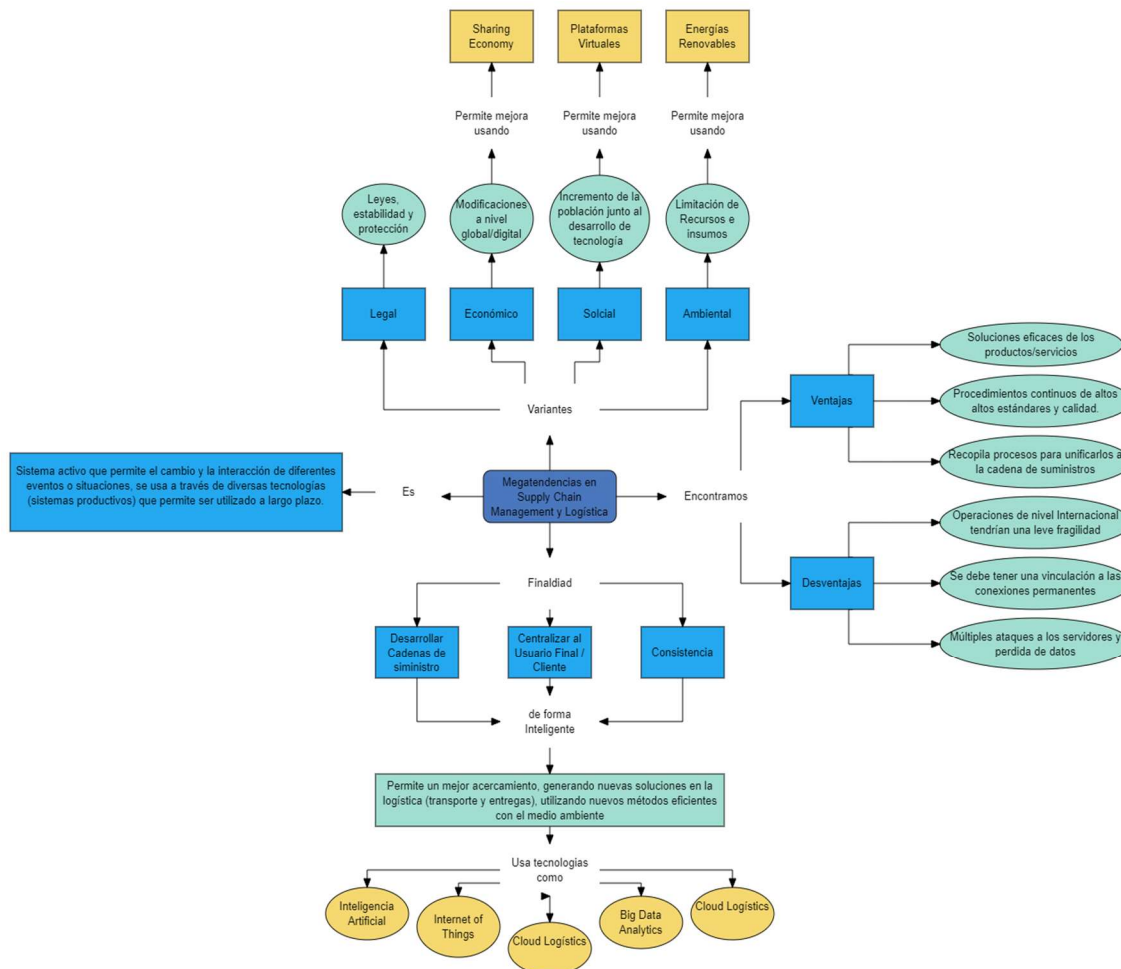 Sharing
Economy
Plataformas
Virtuales
Energías
Renovables
Permite mejora
usando
Permite mejora
usando
Permite mejora
usando
Leyes,
estabilidad y
protección
Modificaciones
a nivel
global/digital
Incremento de la
población junto al
desarrollo de
tecnología
Limitación de
Recursos e
insumos
Legal
Económico
Solcial
Ambiental
Variantes
Soluciones eficaces de los
productos/servicios
Ventajas
Procedimientos continuos de altos
altos estándares y calidad.
Recopila procesos para unificarlos a
la cadena de suministros
Sistema activo que permite el cambio y la interacción de diferentes
eventos o situaciones, se usa a través de diversas tecnologías
(sistemas productivos) que permite ser utilizado a largo plazo.
Es
Megatendencias en
Supply Chain
Management y Logística
Encontramos
Operaciones de nivel Internacional
tendrían una leve fragilidad
Desventajas
Se debe tener una vinculación a las
conexiones permanentes
Múltiples ataques a los servidores y
perdida de datos
Finaldiad
Desarrollar
Cadenas de
siministro
Centralizar al
Usuario Final /
Cliente
Consistencia
de forma
Inteligente
Permite un mejor acercamiento, generando nuevas soluciones en la
logística (transporte y entregas), utilizando nuevos métodos eficientes
con el medio ambiente
Usa tecnologias
como
Inteligencia
Artificial
Internet of
Things
Cloud Logístics
Big Data
Analytics
Cloud Logístics